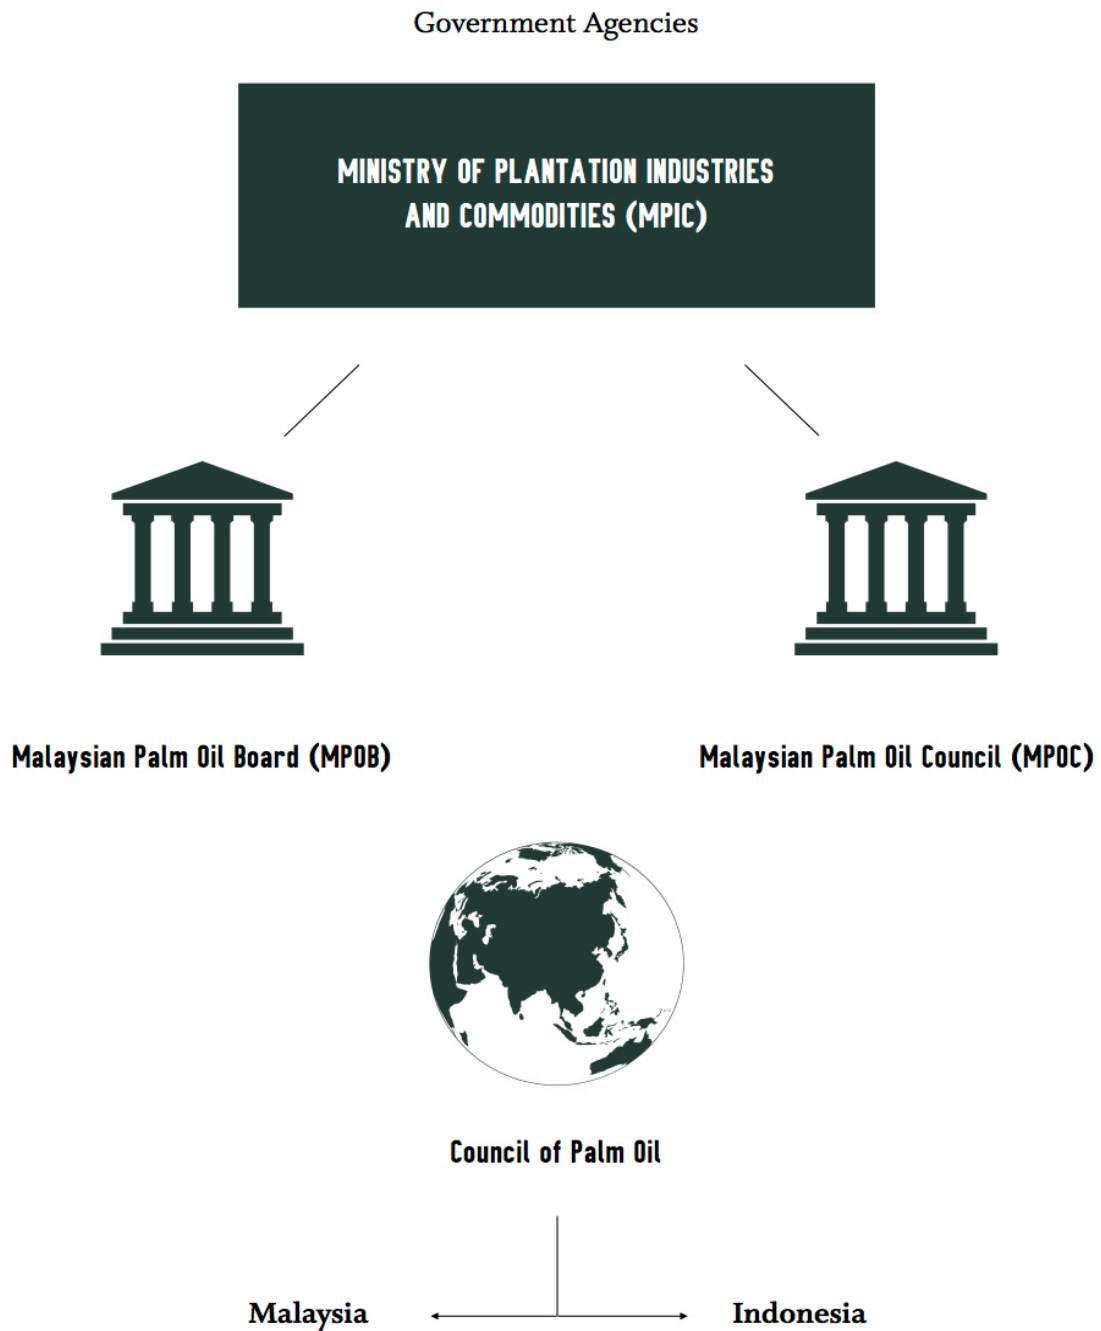 Government Agencies
MINISTRY OF PLANTATION INDUSTRIES
AND COMMODITIES (MPIC)
Malaysian Palm Oil Board (MPOB)
Malaysian Palm Oil Council (MPOC)
Council of Palm Oil
Malaysia
Indonesia